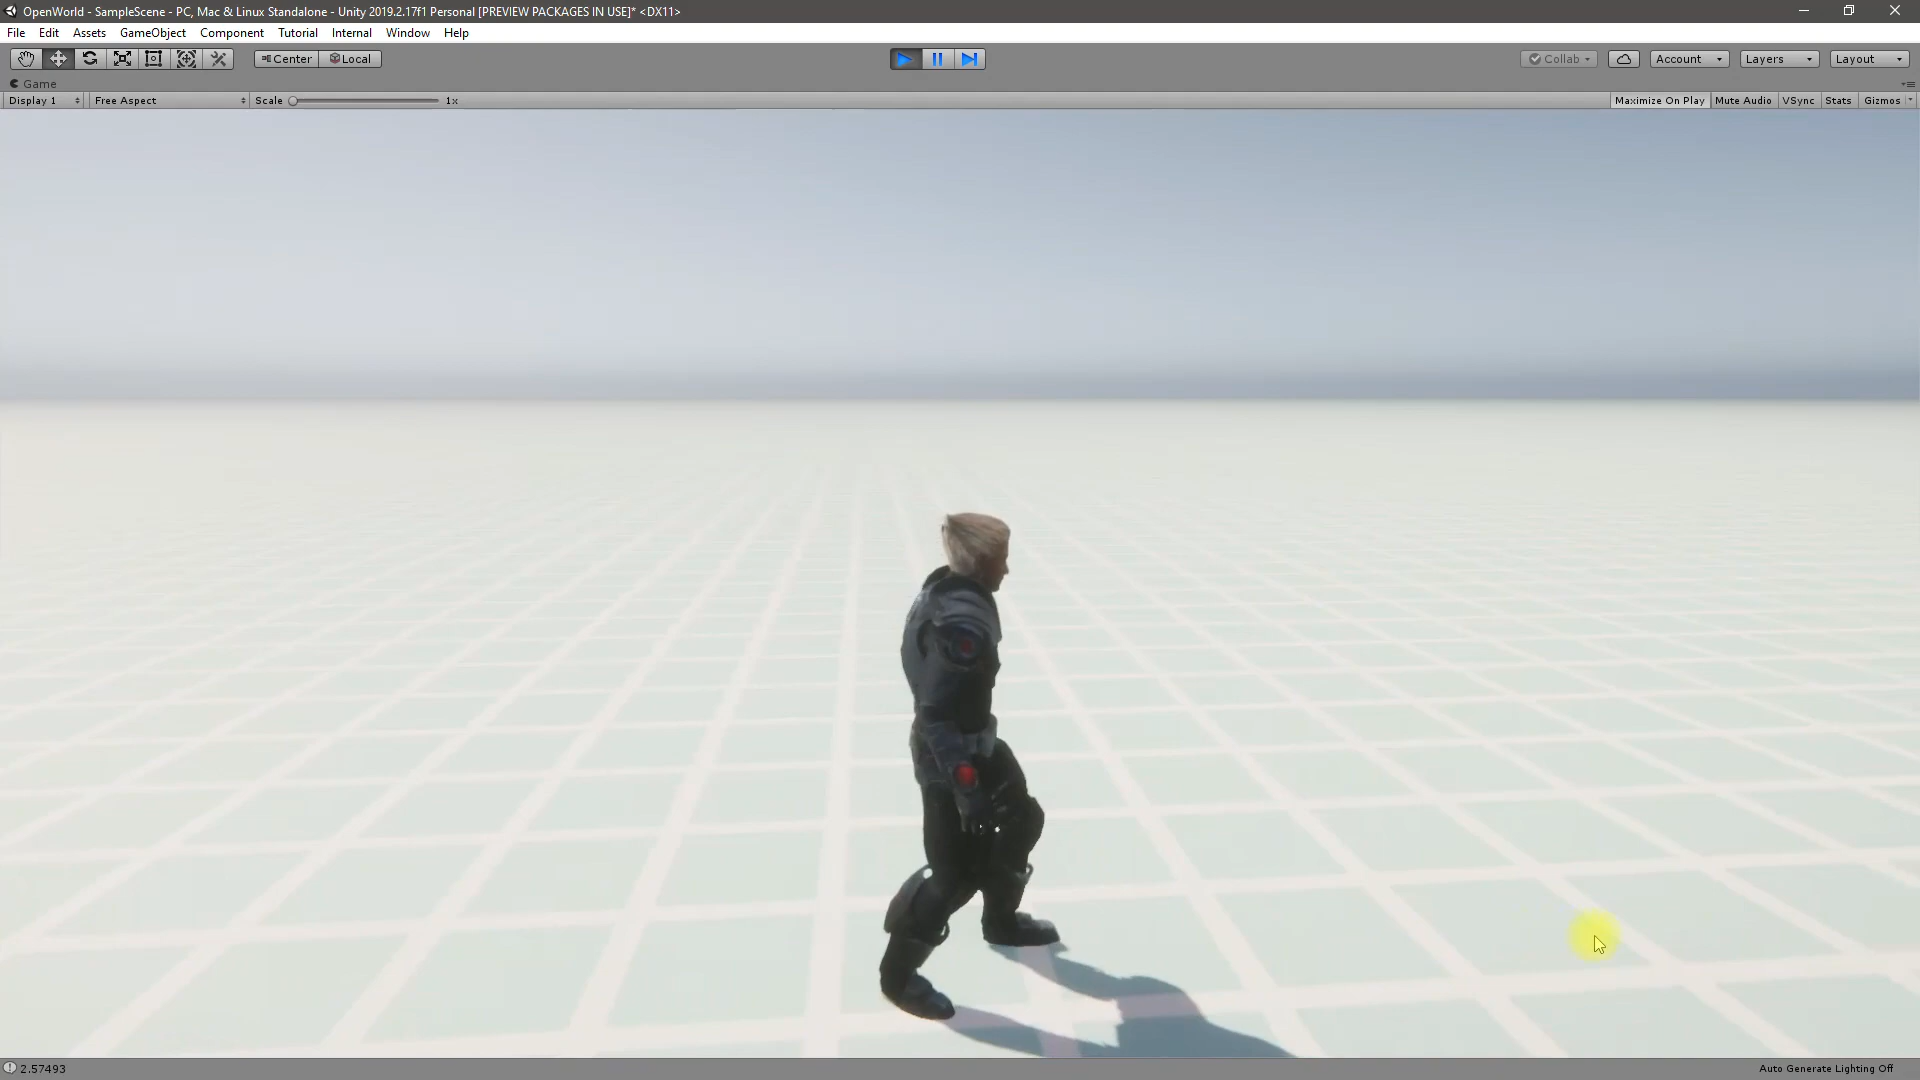 OpenWorld - SampleScene - PC, Mac & Linux Standalone - Unity 2019.2.17f1 Personal [PREVIEW PACKAGES IN USE]* <DX11>
File Edit Assets GameObject Component Tutorial Internal Window Help
Center Local Collab Account Layers Layout
Game
Display 1 Free Aspect Scale 1x Maximize On Play Mute Audio VSync Stats Gizmos
2.57493 Auto Generate Lighting Off